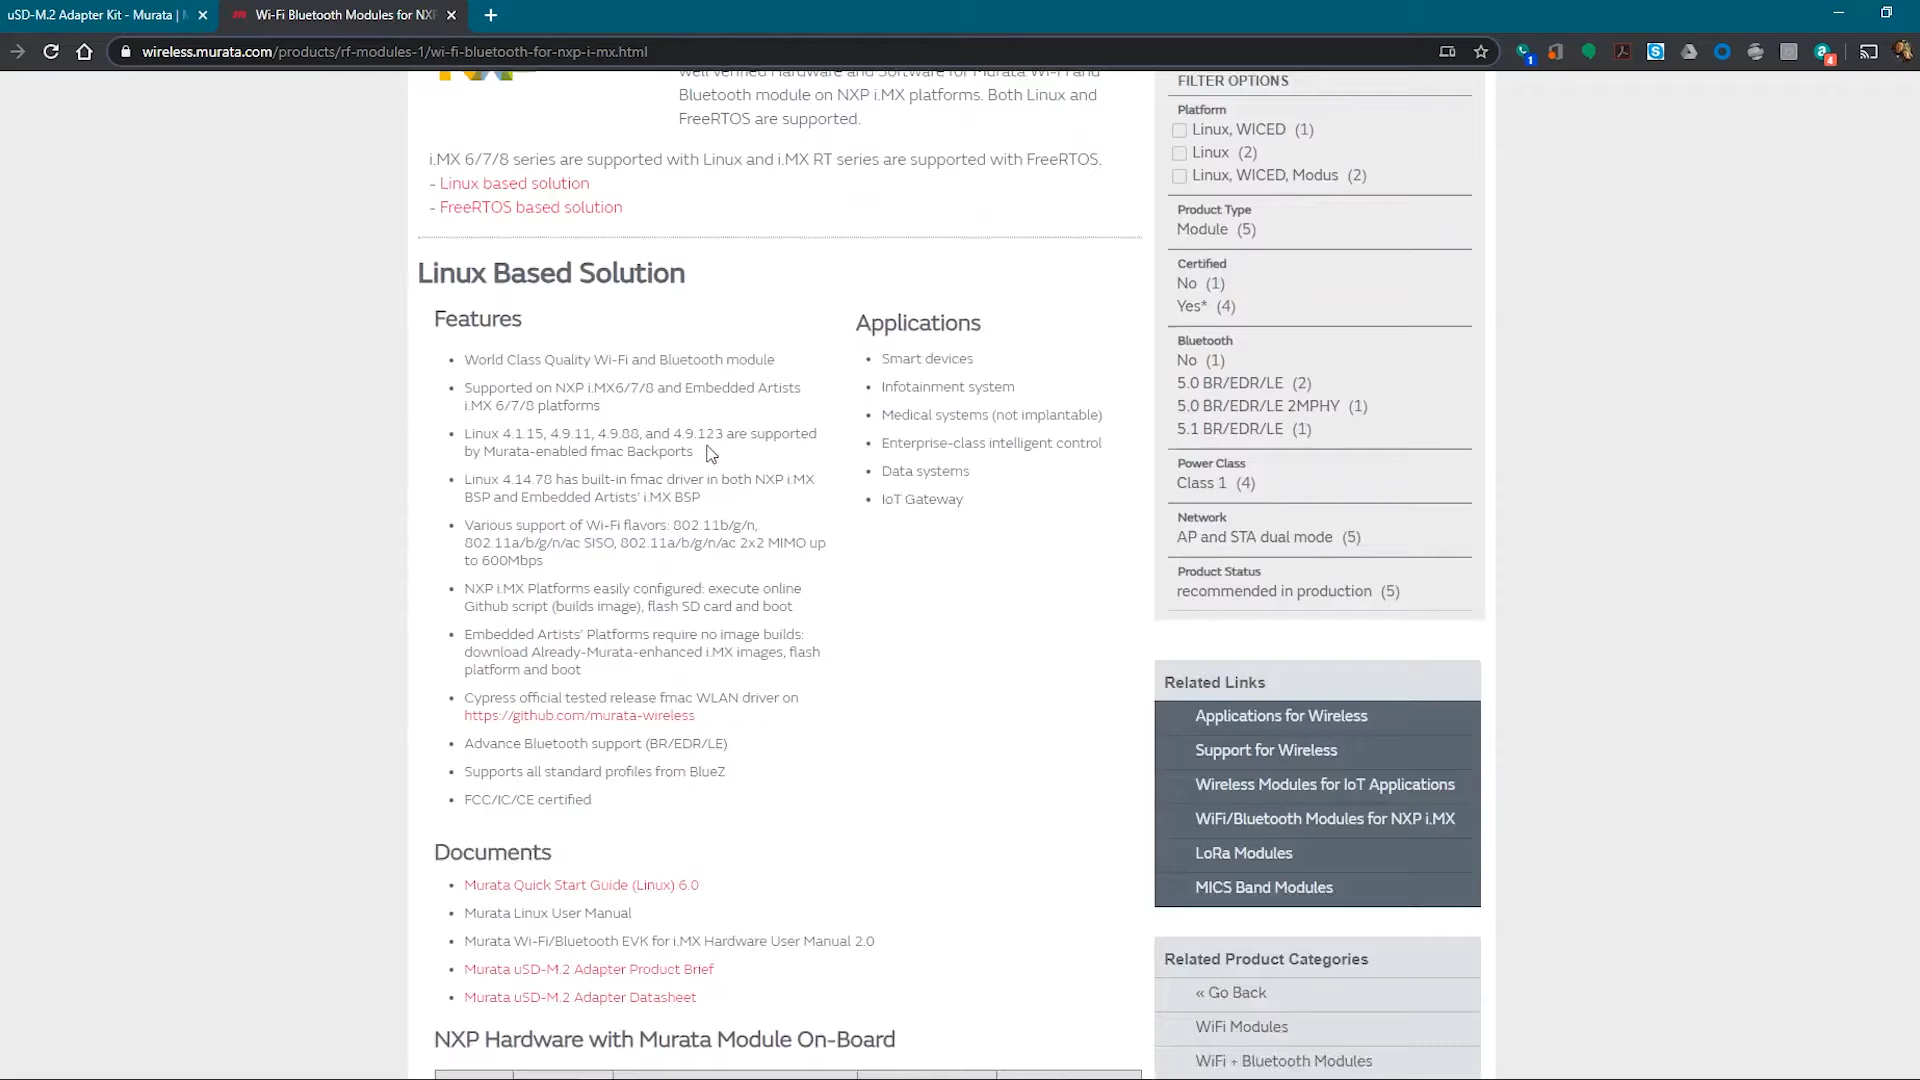 uSD-M.2 Adapter Kit - Murata |
Wi-Fi Bluetooth Modules for NXP
wireless.murata.com/products/rf-modules-1/wi-fi-bluetooth-for-nxp-i-mx.html
well verified Hardware and Software for Murata Wi-Fi and
Bluetooth module on NXP i.MX platforms. Both Linux and
FreeRTOS are supported.
i.MX 6/7/8 series are supported with Linux and i.MX RT series are supported with FreeRTOS.
- Linux based solution
- FreeRTOS based solution
Linux Based Solution
Features
• World Class Quality Wi-Fi and Bluetooth module
• Supported on NXP i.MX6/7/8 and Embedded Artists
i.MX 6/7/8 platforms
• Linux 4.1.15, 4.9.11, 4.9.88, and 4.9.123 are supported
by Murata-enabled fmac Backports
• Linux 4.14.78 has built-in fmac driver in both NXP i.MX
BSP and Embedded Artists' i.MX BSP
• Various support of Wi-Fi flavors: 802.11b/g/n,
802.11a/b/g/n/ac SISO, 802.11a/b/g/n/ac 2x2 MIMO up
to 600Mbps
• NXP i.MX Platforms easily configured: execute online
Github script (builds image), flash SD card and boot
• Embedded Artists' Platforms require no image builds:
download Already-Murata-enhanced i.MX images, flash
platform and boot
• Cypress official tested release fmac WLAN driver on
https://github.com/murata-wireless
• Advance Bluetooth support (BR/EDR/LE)
• Supports all standard profiles from BlueZ
• FCC/IC/CE certified
Applications
• Smart devices
• Infotainment system
• Medical systems (not implantable)
• Enterprise-class intelligent control
• Data systems
• IoT Gateway
Documents
• Murata Quick Start Guide (Linux) 6.0
• Murata Linux User Manual
• Murata Wi-Fi/Bluetooth EVK for i.MX Hardware User Manual 2.0
• Murata uSD-M.2 Adapter Product Brief
• Murata uSD-M.2 Adapter Datasheet
NXP Hardware with Murata Module On-Board
FILTER OPTIONS
Platform
Linux, WICED (1)
Linux (2)
Linux, WICED, Modus (2)
Product Type
Module (5)
Certified
No (1)
Yes* (4)
Bluetooth
No (1)
5.0 BR/EDR/LE (2)
5.0 BR/EDR/LE 2MPHY (1)
5.1 BR/EDR/LE (1)
Power Class
Class 1 (4)
Network
AP and STA dual mode (5)
Product Status
recommended in production (5)
Related Links
Applications for Wireless
Support for Wireless
Wireless Modules for IoT Applications
WiFi/Bluetooth Modules for NXP i.MX
LoRa Modules
MICS Band Modules
Related Product Categories
« Go Back
WiFi Modules
WiFi + Bluetooth Modules